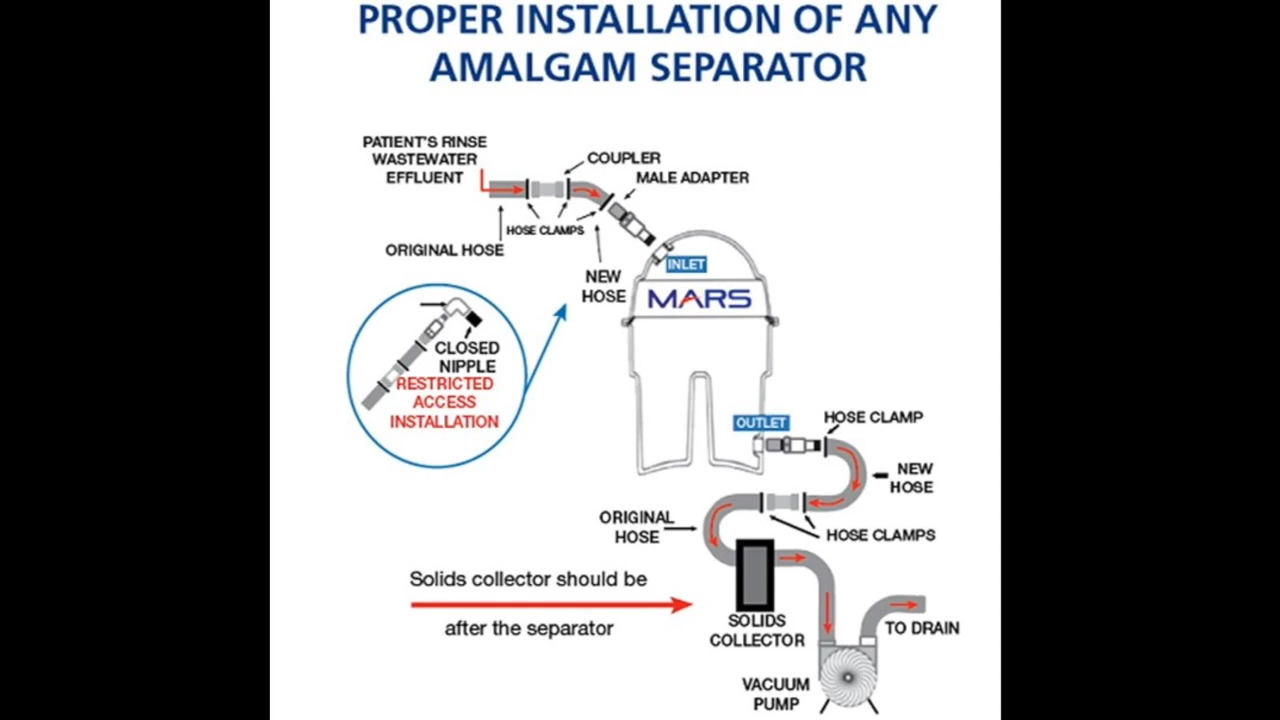 PROPER INSTALLATION OF ANY
AMALGAM SEPARATOR
PATIENT'S RINSE
WASTEWATER
EFFLUENT
COUPLER
MALE ADAPTER
HOSE CLAMPS
ORIGINAL HOSE
INLET
NEW
HOSE
MARS
CLOSED
NIPPLE
RESTRICTED
ACCESS
INSTALLATION
OUTLET
HOSE CLAMP
NEW
HOSE
ORIGINAL
HOSE
HOSE CLAMPS
Solids collector should be
after the separator
SOLIDS
COLLECTOR
TO DRAIN
VACUUM
PUMP